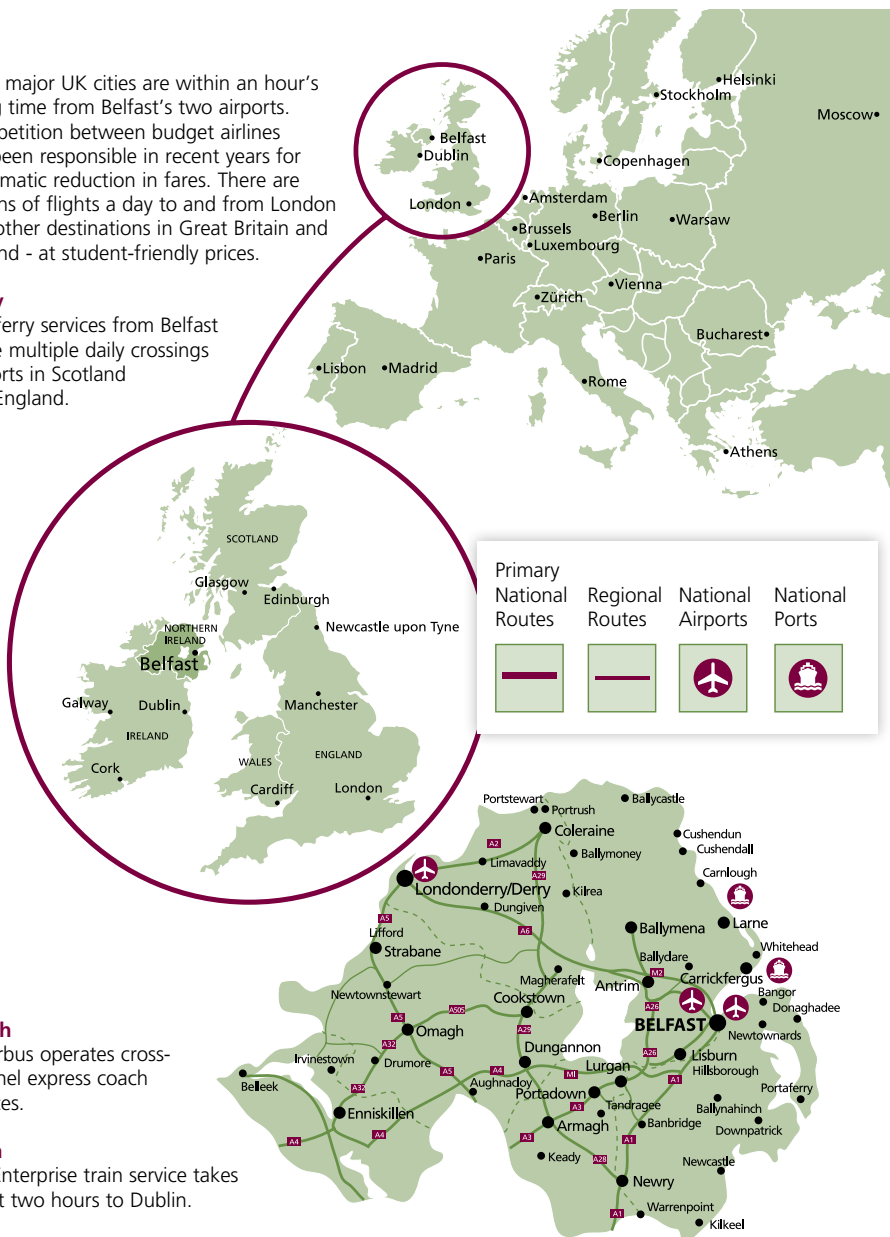 major UK cities are within an hour's
time from Belfast's two airports.
between budget airlines
been responsible in recent years for
reduction in fares. There are
of flights a day to and from London
other destinations in Great Britain and
- at student-friendly prices.
ferry services from Belfast
multiple daily crossings
in Scotland
England.
Helsinki
Stockholm
Moscow
Belfast
Dublin
Copenhagen
London
Amsterdam
Berlin
Warsaw
Brussels
Luxembourg
Paris
Vienna
Zürich
Bucharest
Lisbon
Madrid
Rome
Athens
SCOTLAND
Glasgow
Edinburgh
NORTHERN
IRELAND
Newcastle upon Tyne
Belfast
Galway
Dublin
Manchester
IRELAND
WALES
ENGLAND
Cork
Cardiff
London
Primary
National
Routes
Regional
Routes
National
Airports
National
Ports
Portstewart
Portrush
Ballycastle
Coleraine
Cushendun
Cushendall
A2
Limavaddy
Ballymoney
Carnlough
A29
Londonderry/Derry
Kilrea
Dungiven
A5
Lifford
A6
Ballymena
Larne
Strabane
Whitehead
Ballydare
M2
Carrickfergus
Magherafelt
Antrim
Newtownstewart
Bangor
A505
Cookstown
A26
Donaghadee
A5
Omagh
BELFAST
A29
Newtownards
A32
Irvinestown
Drumore
Dungannon
A26
Lisburn
Lurgan
Hillsborough
A4
A5
M1
A1
Belleek
A32
Aughnadoy
Portadown
Portaferry
A3
Tandragee
Ballynahinch
Enniskillen
Armagh
Banbridge
Downpatrick
A4
A4
A3
A1
Keady
A28
Newcastle
Newry
Warrenpoint
A1
Kilkeel
operates cross-
express coach
Enterprise train service takes
two hours to Dublin.